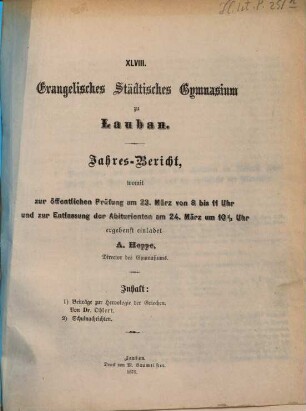 XLVIII.
Evangelisches Städtisches Gymnasium
zu
Lauban.
Jahres-Bericht,
womit
zur öffentlichen Prüfung am 23. März von 8 bis 11 Uhr
und zur Entlassung der Abiturienten am 24. März um 10½ Uhr
ergebenst einladet
A. Hoppe,
Director des Gymnasiums.
Inhalt:
1) Beiträge zur Heroologie der Griechen.
Von Dr.
2) Schulnachrichten.
Lauban.
Druck von